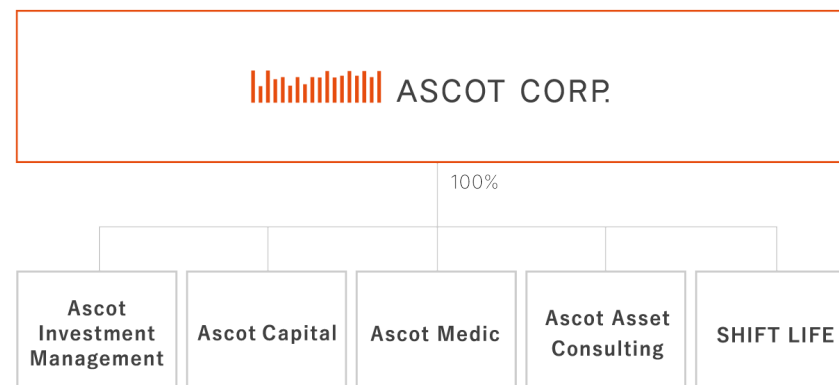 ASCOT CORP.
100%
Ascot
Investment
Management
Ascot Capital
Ascot Medic
Ascot Asset
Consulting
SHIFT LIFE